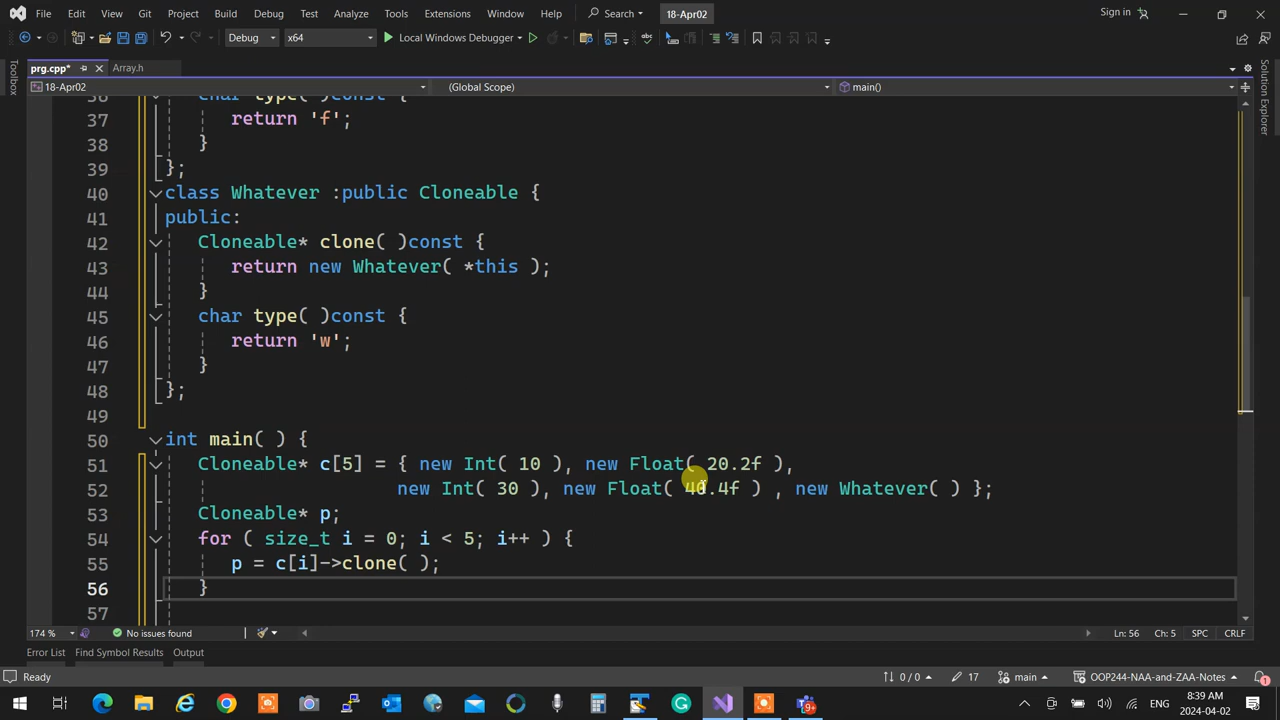 File Edit View Git Project Build Debug Test Analyze Tools Extensions Window Help Search 18-Apr02 Sign in
Debug x64 Local Windows Debugger
prg.cpp* Array.h
18-Apr02 (Global Scope) main()
Toolbox
Solution Explorer
36 char type( )const {
37 return 'f';
38 }
39 };
40 class Whatever :public Cloneable {
41 public:
42 Cloneable* clone( )const {
43 return new Whatever( *this );
44 }
45 char type( )const {
46 return 'w';
47 }
48 };
49
50 int main( ) {
51 Cloneable* c[5] = { new Int( 10 ), new Float( 20.2f ),
52 new Int( 30 ), new Float( 40.4f ) , new Whatever( ) };
53 Cloneable* p;
54 for ( size_t i = 0; i < 5; i++ ) {
55 p = c[i]->clone( );
56 }
57
174 % No issues found Ln: 56 Ch: 5 SPC CRLF
Error List Find Symbol Results Output
Ready 0 / 0 17 main OOP244-NAA-and-ZAA-Notes 1
9+ ENG 8:39 AM
2024-04-02